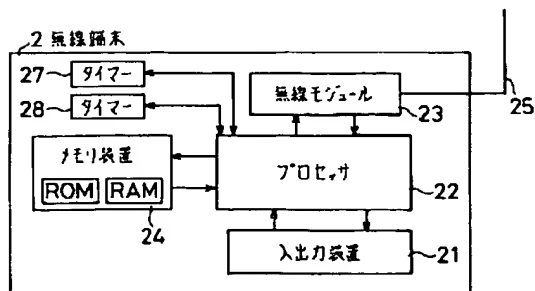 2 無線端末
27 タイマー
28 タイマー
無線モジュール
23
25
メモリ装置
ROM RAM
24
プロセッサ
22
入出力装置
21